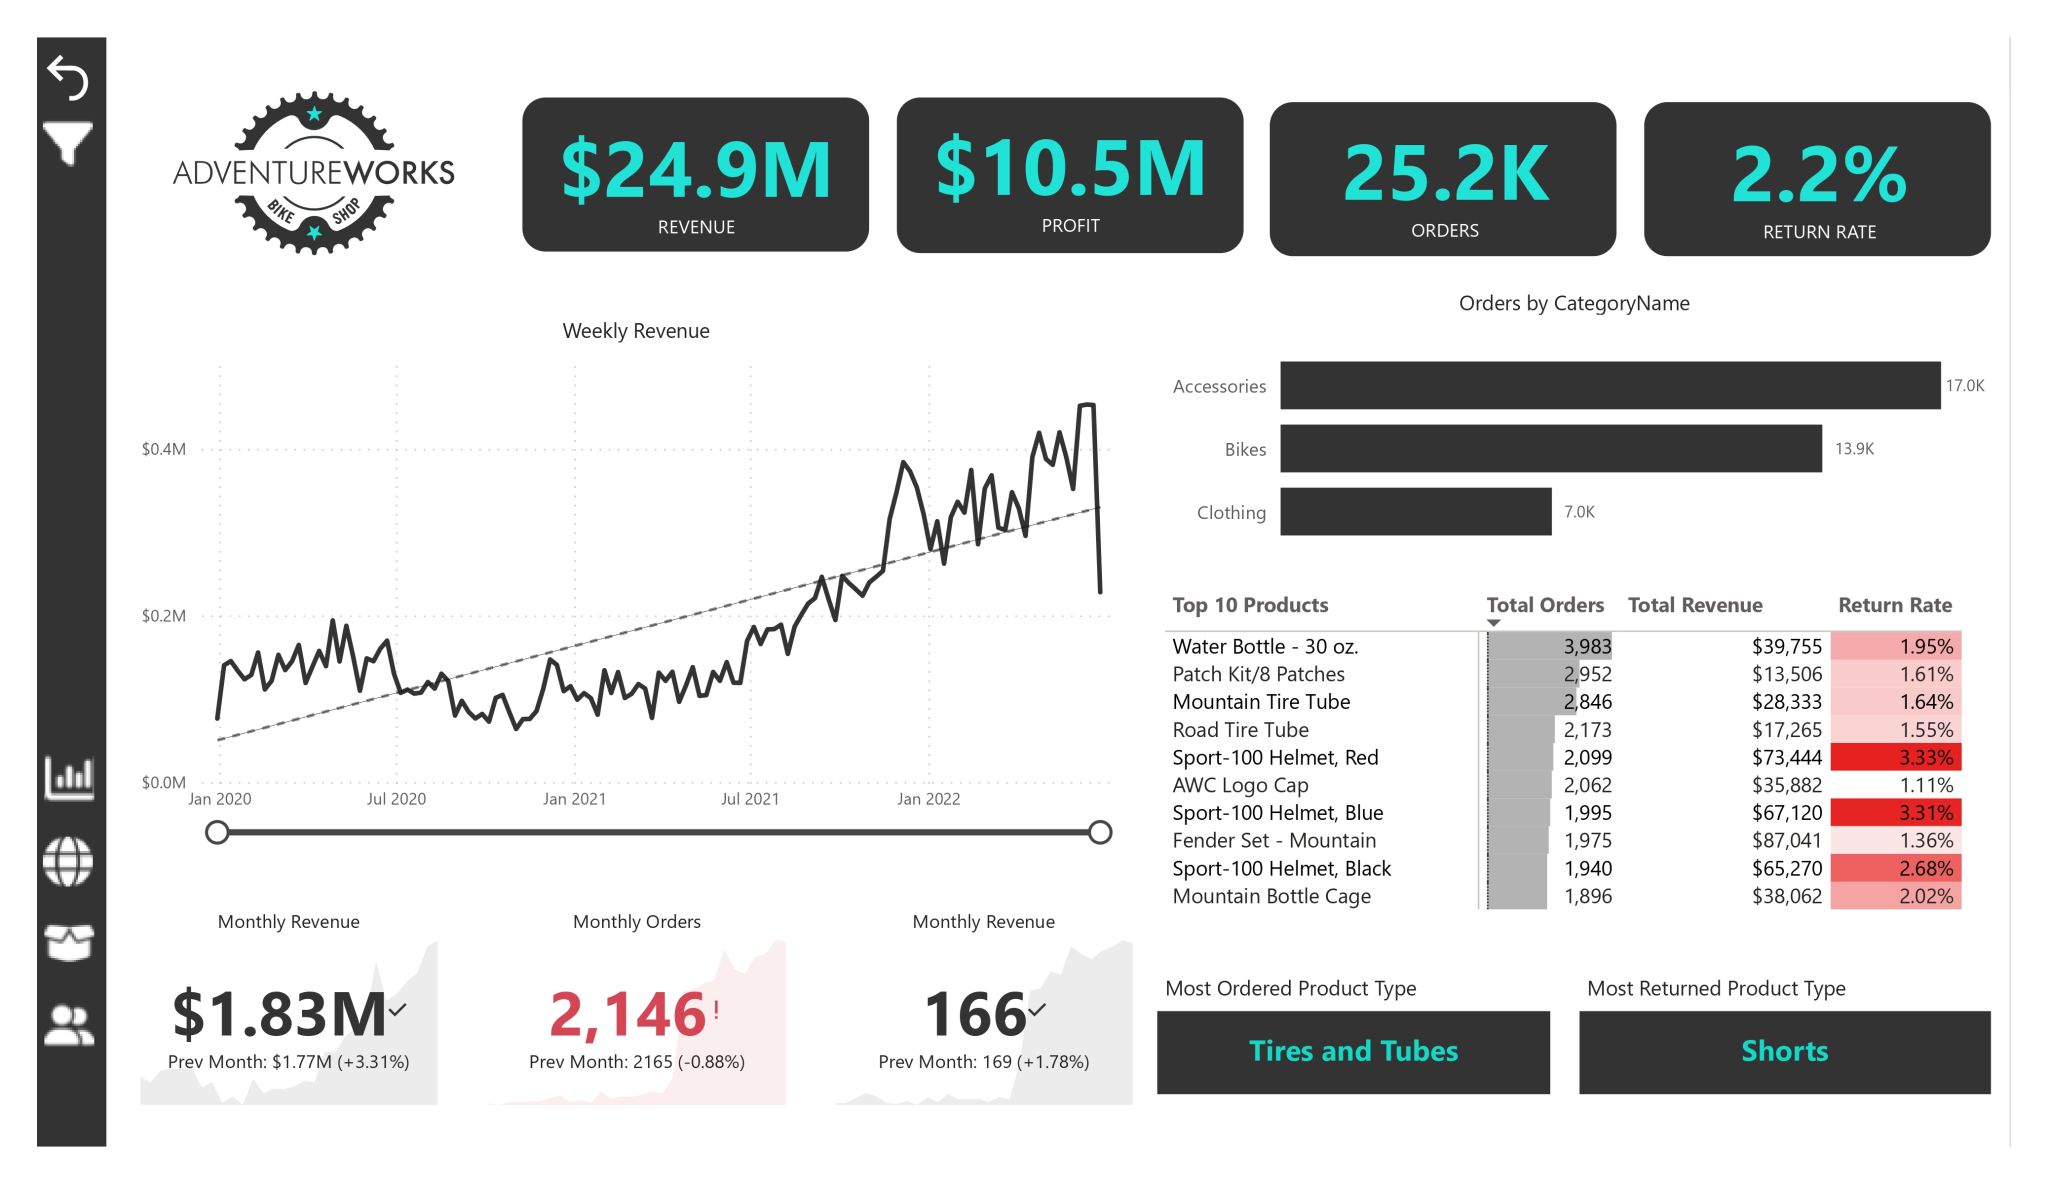 ADVENTUREWORKS
BIKE SHOP
$24.9M
REVENUE
$10.5M
PROFIT
25.2K
ORDERS
2.2%
RETURN RATE
Weekly Revenue
$0.4M
$0.2M
$0.0M
Jan 2020 Jul 2020 Jan 2021 Jul 2021 Jan 2022
Orders by CategoryName
Accessories 17.0K
Bikes 13.9K
Clothing 7.0K
Top 10 Products Total Orders Total Revenue Return Rate
Water Bottle - 30 oz. 3,983 $39,755 1.95%
Patch Kit/8 Patches 2,952 $13,506 1.61%
Mountain Tire Tube 2,846 $28,333 1.64%
Road Tire Tube 2,173 $17,265 1.55%
Sport-100 Helmet, Red 2,099 $73,444 3.33%
AWC Logo Cap 2,062 $35,882 1.11%
Sport-100 Helmet, Blue 1,995 $67,120 3.31%
Fender Set - Mountain 1,975 $87,041 1.36%
Sport-100 Helmet, Black 1,940 $65,270 2.68%
Mountain Bottle Cage 1,896 $38,062 2.02%
Monthly Revenue
$1.83M
Prev Month: $1.77M (+3.31%)
Monthly Orders
2,146!
Prev Month: 2165 (-0.88%)
Monthly Revenue
166
Prev Month: 169 (+1.78%)
Most Ordered Product Type
Tires and Tubes
Most Returned Product Type
Shorts